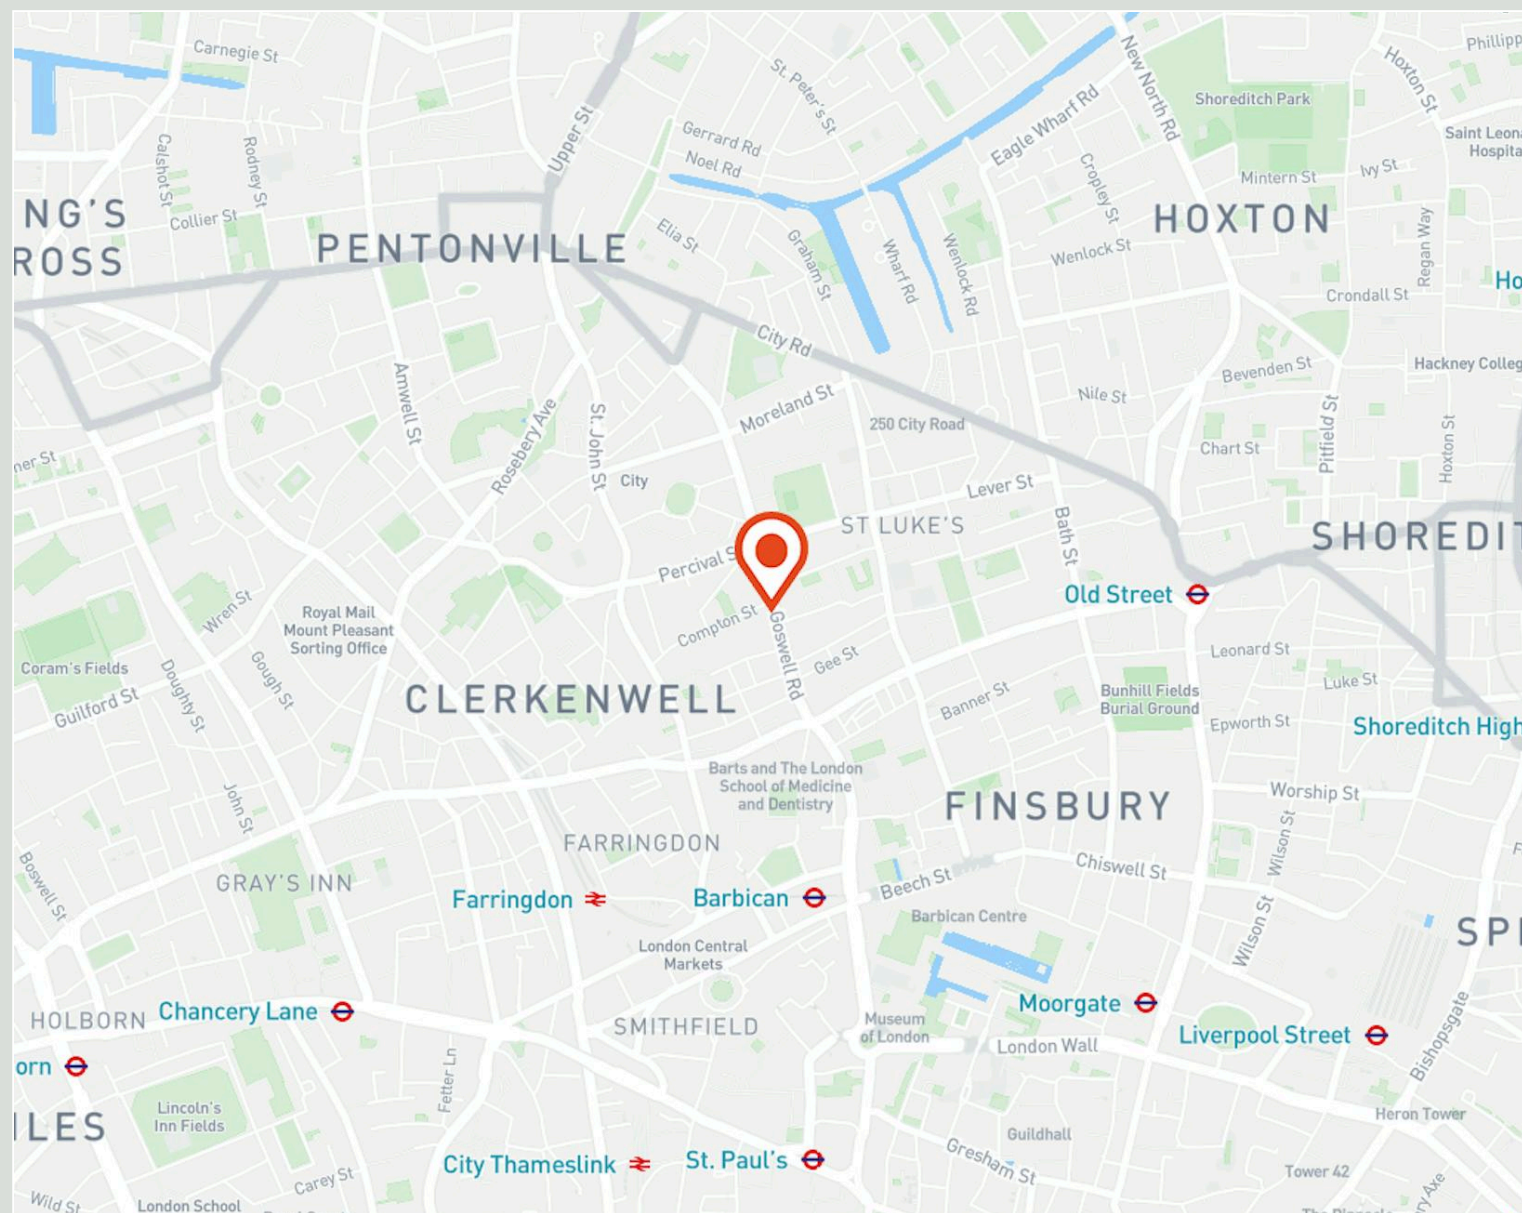 Carnegie St
Calshot St
Rodney St
Collier St
NG'S
ROSS
PENTONVILLE
Upper St
Gerrard Rd
Noel Rd
St. Peter's St
Elia St
Graham St
Wharf Rd
Wenlock Rd
Eagle Wharf Rd
New North Rd
Cropley St
Wenlock St
Shoreditch Park
Mintern St
HOXTON
Hoxton St
Phillipp
Saint Leona
Hospita
Ivy St
Regan Way
Crondall St
Ho
City Rd
Moreland St
250 City Road
Nile St
Bevenden St
Chart St
Pitfield St
Hackney Colleg
Hoxton St
Amwell St
Rosebery Ave
St. John St
City
ner St
Lever St
Bath St
ST LUKE'S
SHOREDIT
Percival S
Compton St
Goswell Rd
Gee St
Old Street
Wren St
Royal Mail
Mount Pleasant
Sorting Office
Coram's Fields
Guilford St
Doughty St
Gough St
CLERKENWELL
Banner St
Bunhill Fields
Burial Ground
Leonard St
Luke St
Epworth St
Shoreditch High
John St
Barts and The London
School of Medicine
and Dentistry
FINSBURY
Worship St
Wilson St
FARRINGDON
Chiswell St
Boswell St
GRAY'S INN
Farringdon
Barbican
Beech St
Barbican Centre
Wilson St
SPI
London Central
Markets
HOLBORN
Chancery Lane
SMITHFIELD
Museum
of London
Moorgate
London Wall
Liverpool Street
Bishopsgate
orn
Fetter Ln
ILES
Lincoln's
Inn Fields
City Thameslink
St. Paul's
Guildhall
Gresham St
Heron Tower
Tower 42
Carey St
Wild St
London School
ry Axe